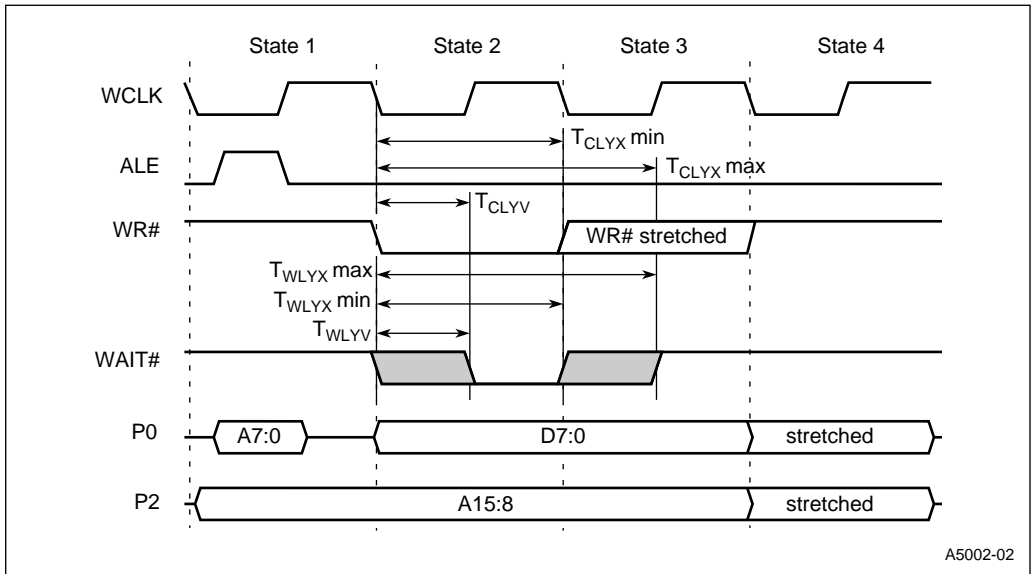 State 1 State 2 State 3 State 4
WCLK
T_CLYX min
ALE
T_CLYX max
T_CLYV
WR#
WR# stretched
T_WLYX max
T_WLYX min
T_WLYV
WAIT#
P0 A7:0 D7:0 stretched
P2 A15:8 stretched
A5002-02